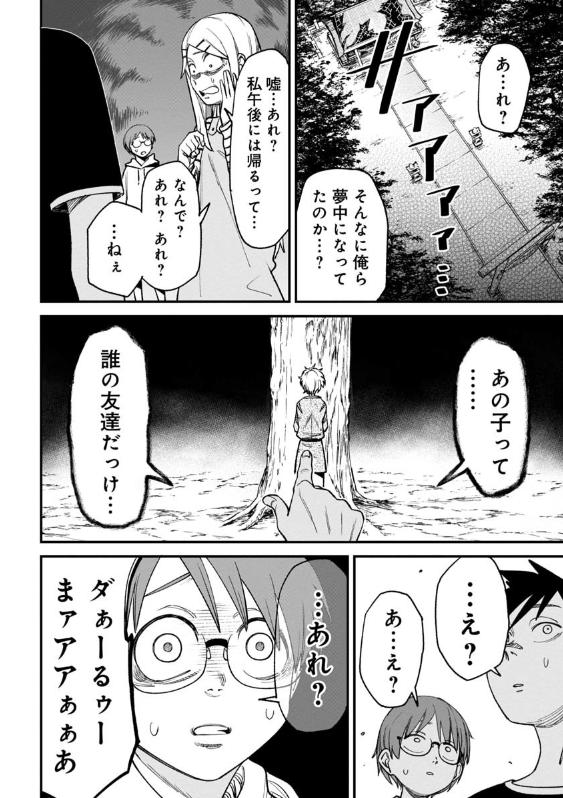 あ…れ？
ザァァァァ…
そんなに俺ら
夢中になって
たのか…？
嘘…あれ？
私午後には帰るって…
なんで？
あれ？あれ？
…ねぇ
あの子って
……
誰の友達だっけ…
…え？
あ…え？
…あれ？
ダぁーるゥー
まァアアぁぁあ